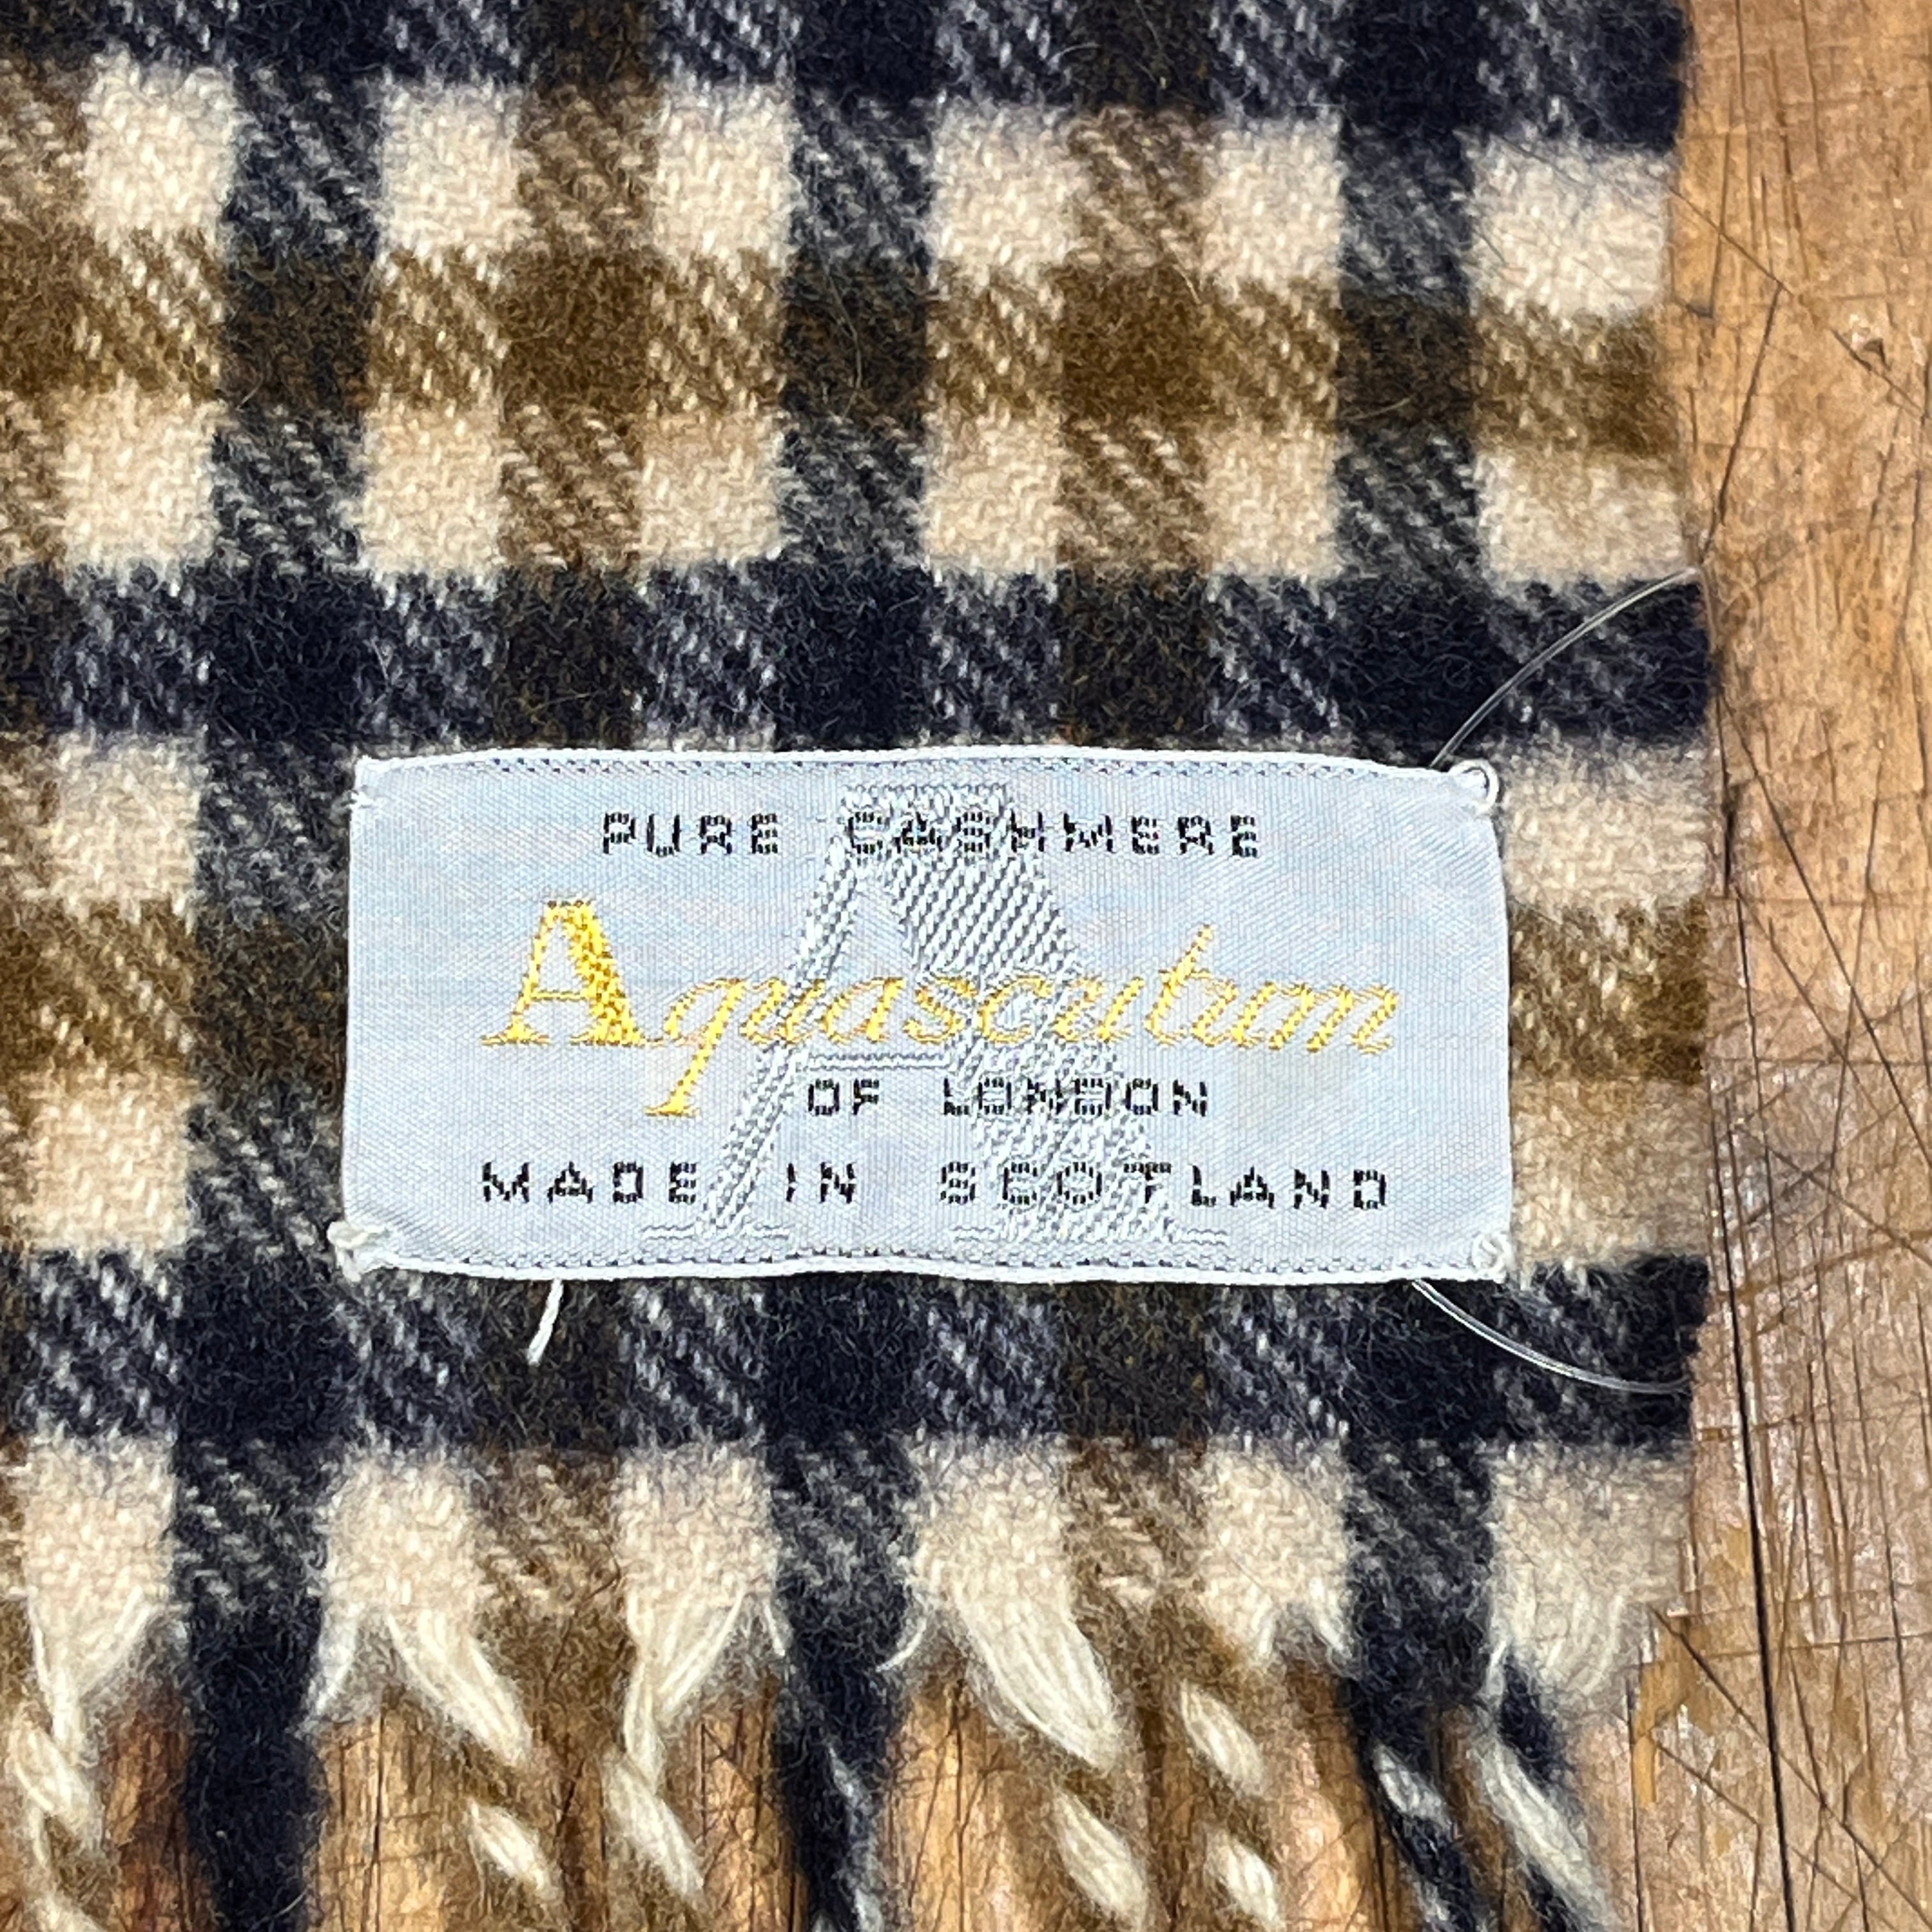 PURE CASHMERE
Aquascutum
OF LONDON
MADE IN SCOTLAND